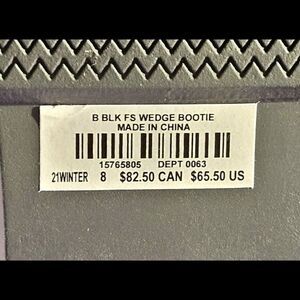 B BLK FS WEDGE BOOTIE
MADE IN CHINA
15765805 DEPT 0063
21WINTER 8 $82.50 CAN $65.50 US